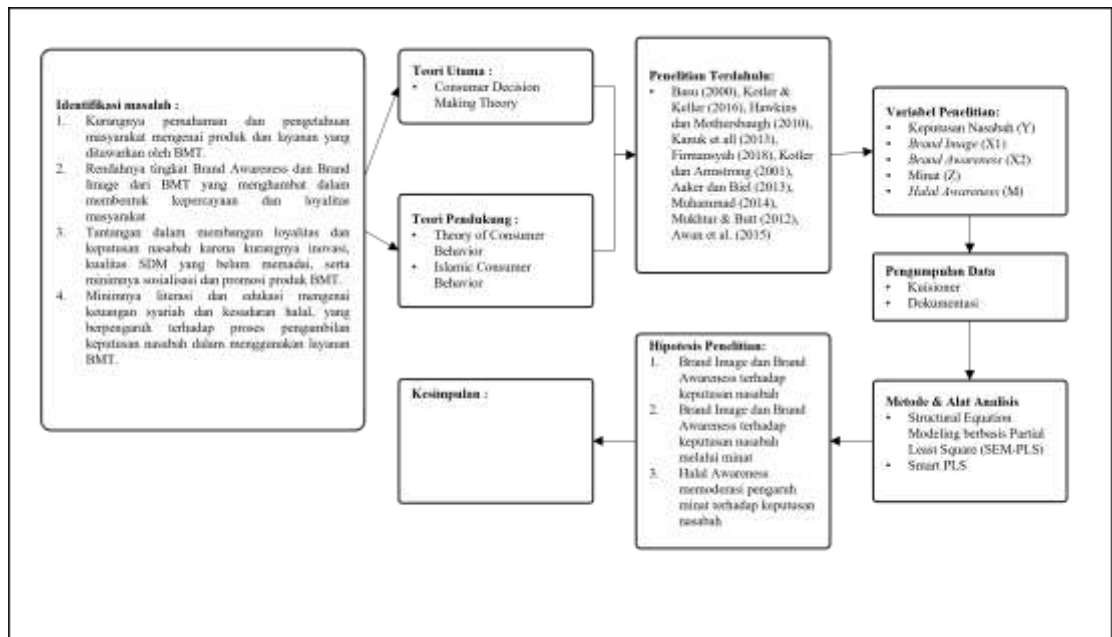 Identifikasi masalah :
1. Kurangnya pemahaman dan pengetahuan
masyarakat mengenai produk dan layanan yang
ditawarkan oleh BMT.
2. Rendahnya tingkat Brand Awareness dan Brand
Image dari BMT yang menghambat dalam
membentuk kepercayaan dan loyalitas
masyarakat
3. Tantangan dalam membangun loyalitas dan
keputusan nasabah karena kurangnya inovasi,
kualitas SDM yang belum memadai, serta
minimnya sosialisasi dan promosi produk BMT.
4. Minimnya literasi dan edukasi mengenai
keuangan syariah dan kesadaran halal, yang
berpengaruh terhadap proses pengambilan
keputusan nasabah dalam menggunakan layanan
BMT.
Teori Utama :
• Consumer Decision
Making Theory
Teori Pendukung :
• Theory of Consumer
Behavior
• Islamic Consumer
Behavior
Penelitian Terdahulu:
• Basu (2000), Kotler &
Keller (2016), Hawkins
dan Mothersbaugh (2010),
Kanuk et all (2013),
Firmansyah (2018), Kotler
dan Armstrong (2001),
Aaker dan Biel (2013),
Muhammad (2014),
Mukhtar & Butt (2012),
Awan et al. (2015)
Variabel Penelitian:
• Keputusan Nasabah (Y)
• Brand Image (X1)
• Brand Awareness (X2)
• Minat (Z)
• Halal Awareness (M)
Pengumpulan Data
• Kuisioner
• Dokumentasi
Metode & Alat Analisis
• Structural Equation
Modeling berbasis Partial
Least Square (SEM-PLS)
• Smart PLS
Hipotesis Penelitian:
1. Brand Image dan Brand
Awareness terhadap
keputusan nasabah
2. Brand Image dan Brand
Awareness terhadap
keputusan nasabah
melalui minat
3. Halal Awareness
memoderasi pengaruh
minat terhadap keputusan
nasabah
Kesimpulan :